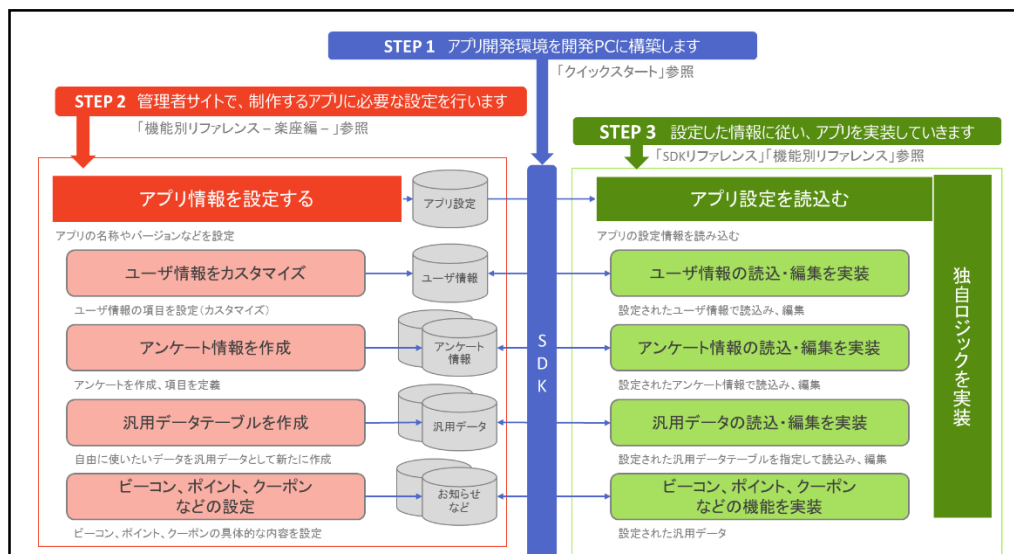 STEP 1 アプリ開発環境を開発PCに構築します
「クイックスタート」参照
STEP 2 管理者サイトで、制作するアプリに必要な設定を行います
「機能別リファレンス – 楽座編 – 」参照
STEP 3 設定した情報に従い、アプリを実装していきます
「SDKリファレンス」「機能別リファレンス」参照
アプリ情報を設定する
アプリ設定
アプリ設定を読込む
アプリの名称やバージョンなどを設定
アプリの設定情報を読み込む
ユーザ情報をカスタマイズ
ユーザ情報
ユーザ情報の読込・編集を実装
ユーザ情報の項目を設定(カスタマイズ)
設定されたユーザ情報で読込み、編集
アンケート情報を作成
アンケート
情報
アンケート情報の読込・編集を実装
アンケートを作成、項目を定義
設定されたアンケート情報で読込み、編集
汎用データテーブルを作成
汎用データ
汎用データの読込・編集を実装
自由に使いたいデータを汎用データとして新たに作成
設定された汎用データテーブルを指定して読込み、編集
ビーコン、ポイント、クーポン
などの設定
お知らせ
など
ビーコン、ポイント、クーポン
などの機能を実装
ビーコン、ポイント、クーポンの具体的な内容を設定
設定された汎用データ
SDK
独自ロジックを実装